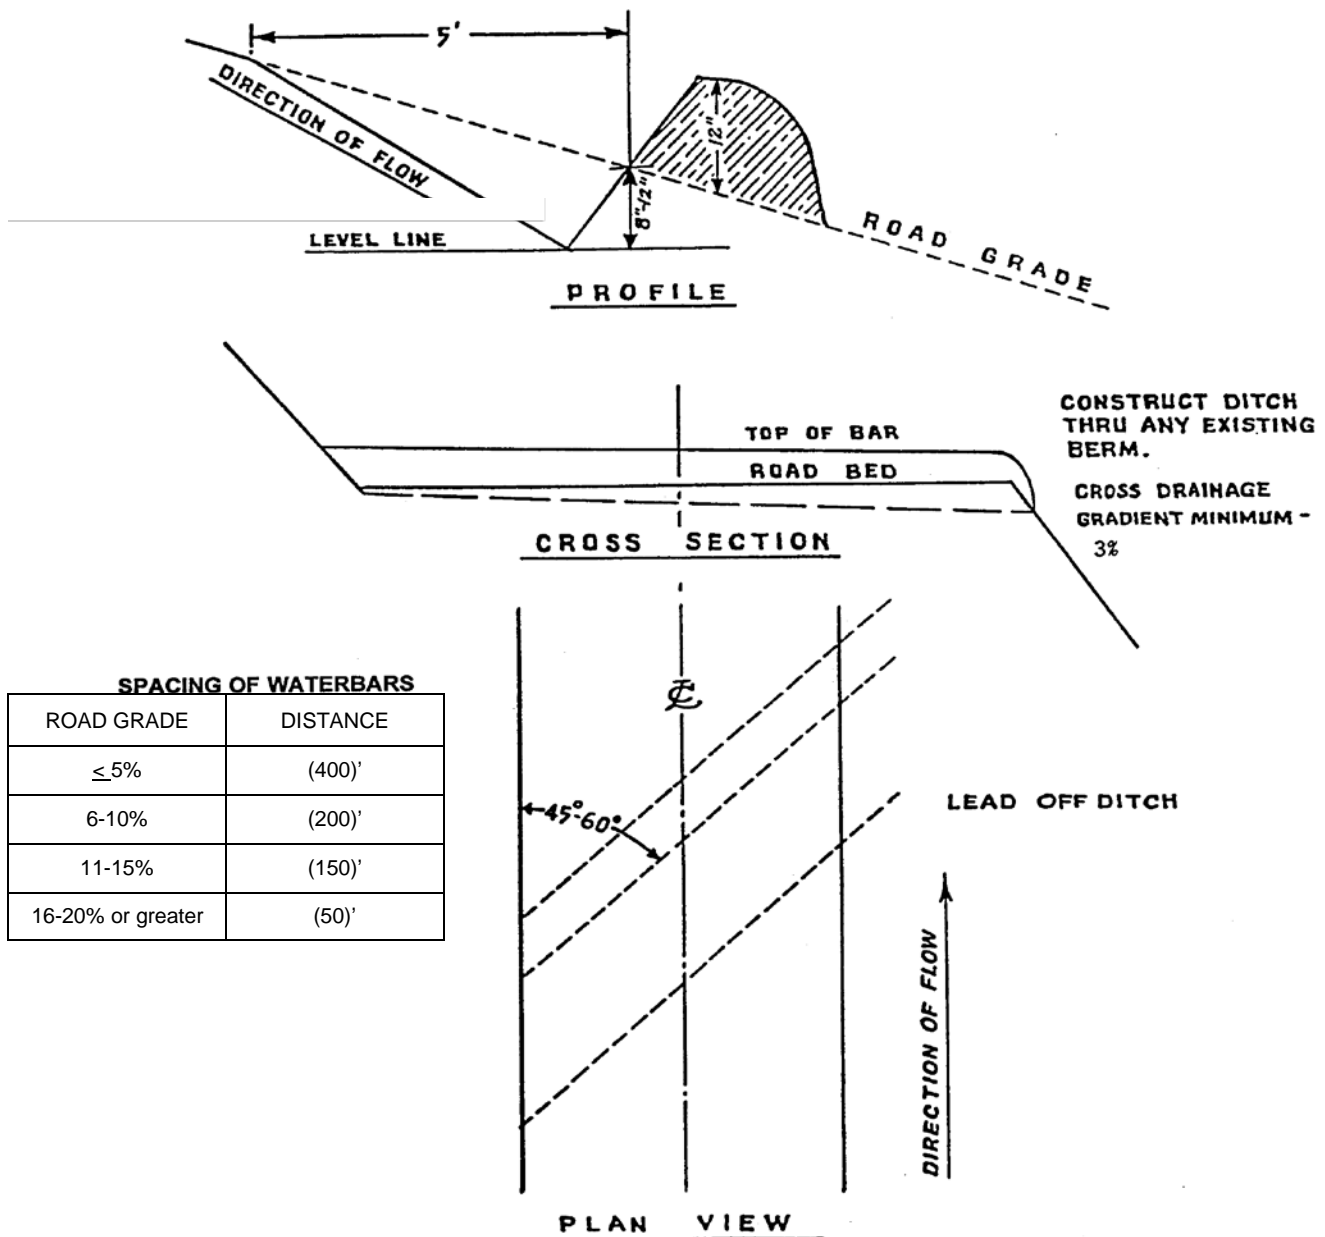 5'
DIRECTION OF FLOW
12"
8"-12"
LEVEL LINE
ROAD GRADE
PROFILE
TOP OF BAR
ROAD BED
CONSTRUCT DITCH
THRU ANY EXISTING
BERM.
CROSS DRAINAGE
GRADIENT MINIMUM -
3%
CROSS SECTION
SPACING OF WATERBARS
ROAD GRADE DISTANCE
< 5% (400)'
6-10% (200)'
11-15% (150)'
16-20% or greater (50)'
℄
45°-60°
LEAD OFF DITCH
DIRECTION OF FLOW
PLAN VIEW